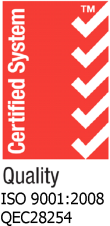 Certified System
™
Quality
ISO 9001:2008
QEC28254